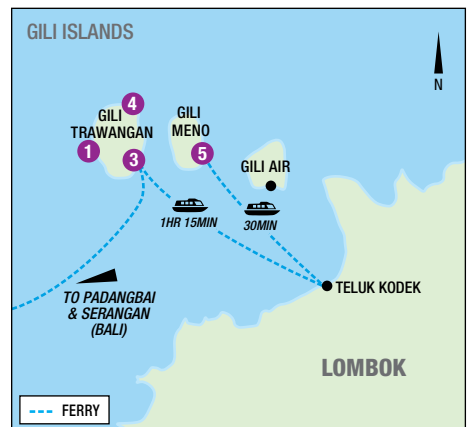 GILI ISLANDS
N
4
GILI
TRAWANGAN
1
3
GILI
MENO
5
GILI AIR
1HR 15MIN
30MIN
TELUK KODEK
TO PADANGBAI
& SERANGAN
(BALI)
LOMBOK
FERRY